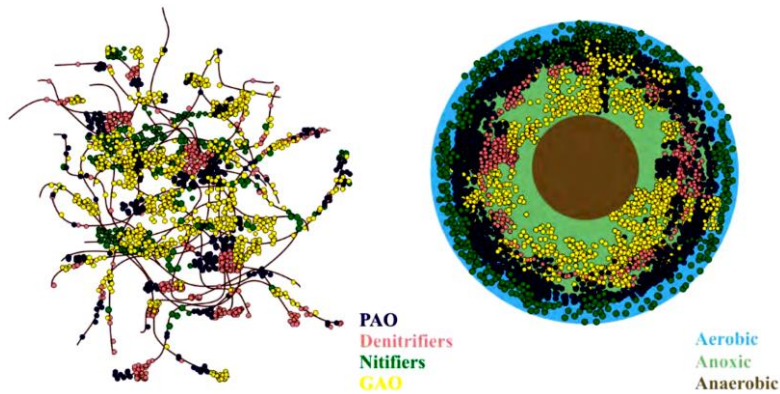 PAO
Denitrifiers
Nitifiers
GAO
Aerobic
Anoxic
Anaerobic